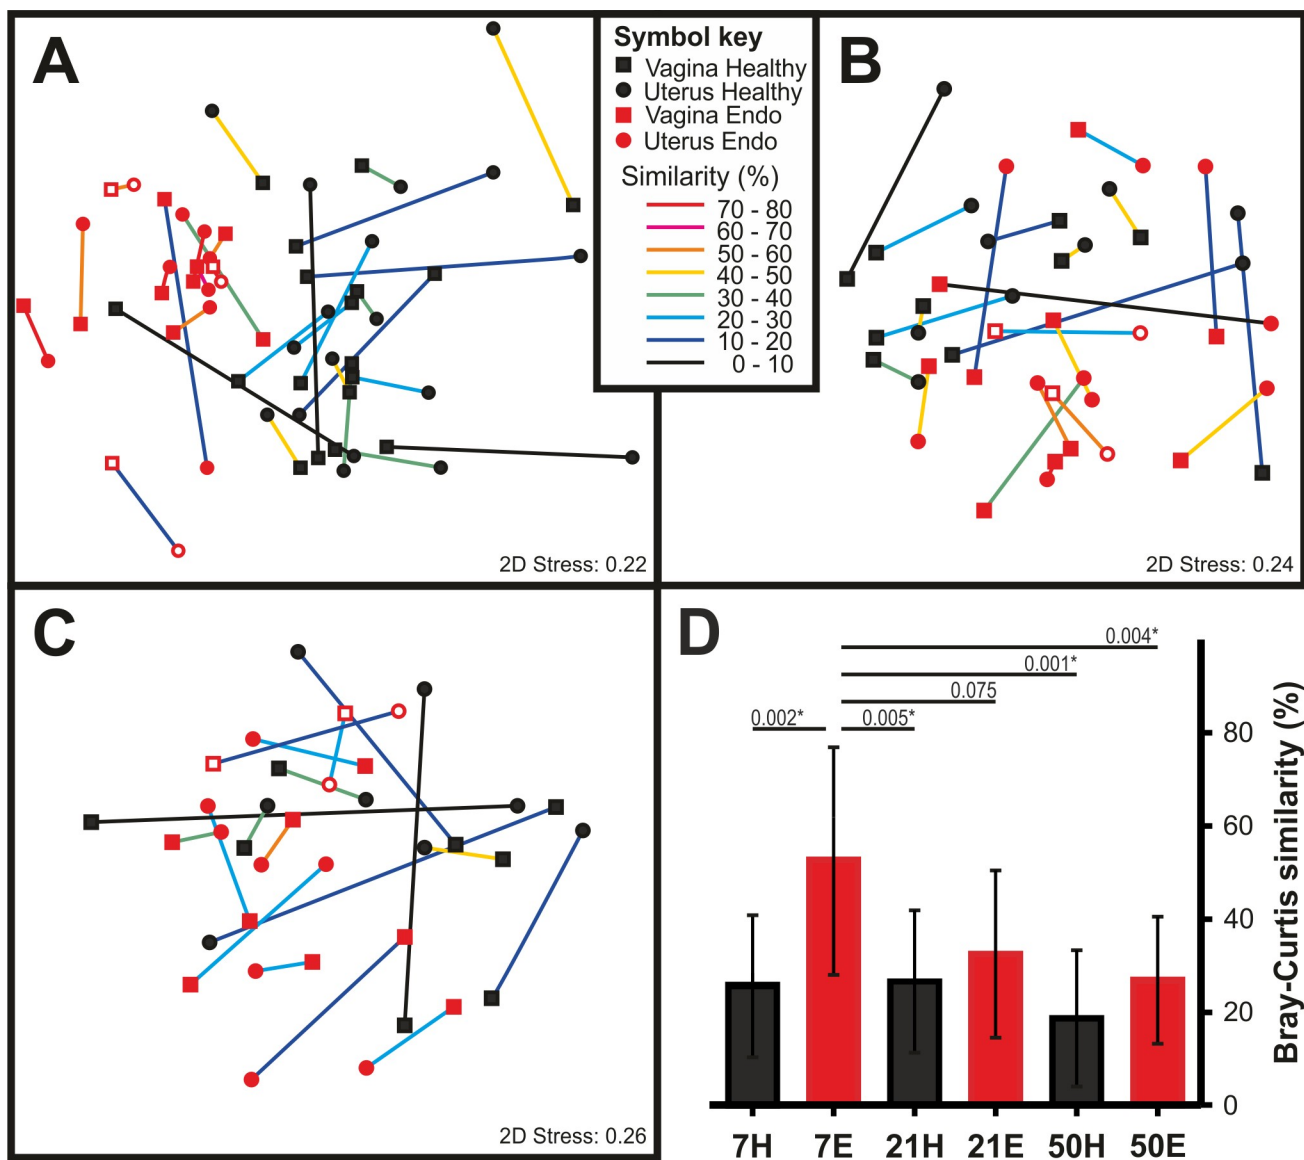 A
Symbol key
Vagina Healthy
Uterus Healthy
Vagina Endo
Uterus Endo
Similarity (%)
70 - 80
60 - 70
50 - 60
40 - 50
30 - 40
20 - 30
10 - 20
0 - 10
2D Stress: 0.22
B
2D Stress: 0.24
C
2D Stress: 0.26
D
0.004*
0.001*
0.075
0.002*
0.005*
80
60
40
20
0
Bray-Curtis similarity (%)
7H 7E 21H 21E 50H 50E